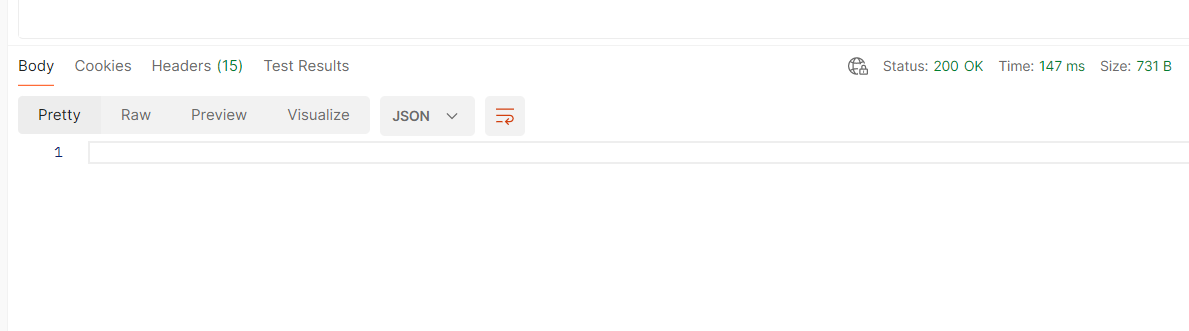 Body Cookies Headers (15) Test Results Status: 200 OK Time: 147 ms Size: 731 B
Pretty Raw Preview Visualize JSON
1